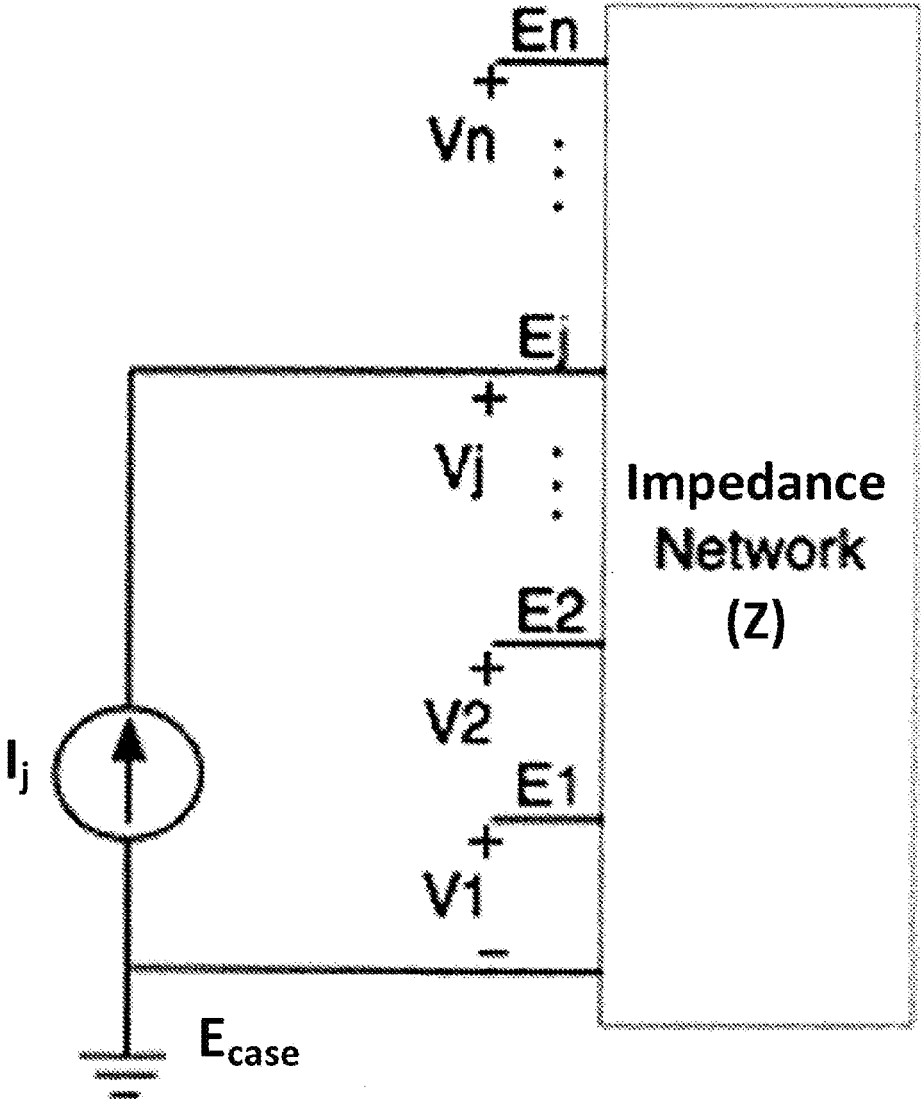 En
+
Vn
Ej
+
Vj
Impedance
Network
(Z)
E2
+
V2
Ij
E1
+
V1
−
Ecase